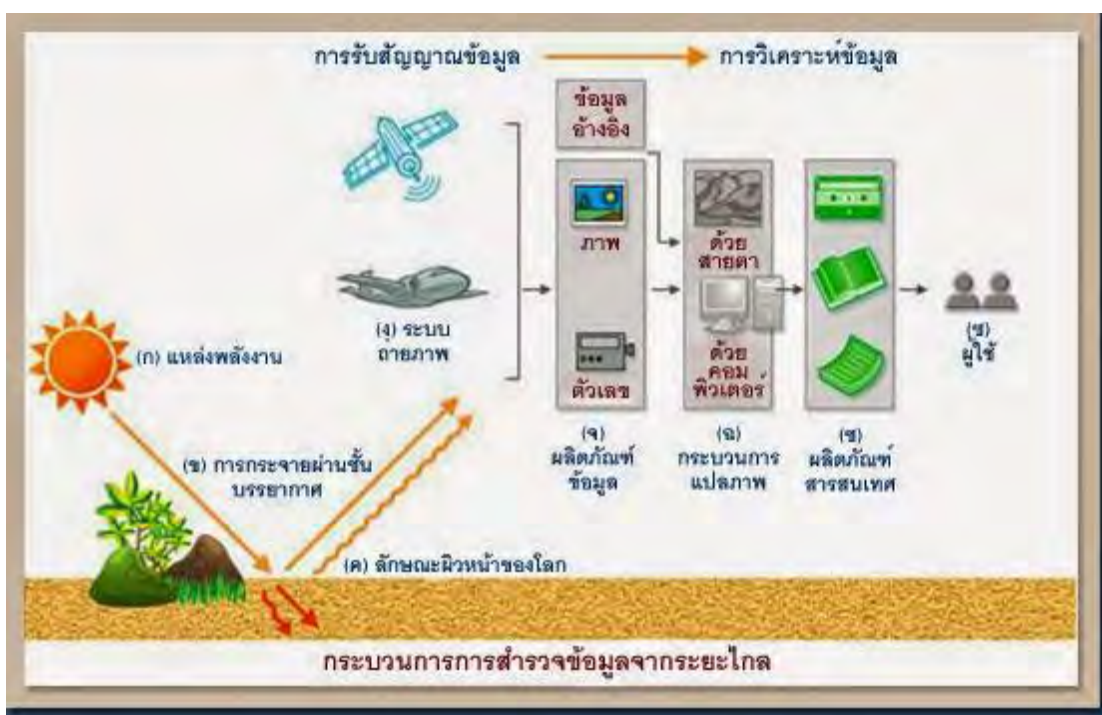 การรับสัญญาณข้อมูล
การวิเคราะห์ข้อมูล
ข้อมูล
อ้างอิง
ภาพ
ตัวเลข
ด้วย
สายตา
ด้วย
คอม
พิวเตอร์
(ก) แหล่งพลังงาน
(ง) ระบบ
ถายภาพ
(ข) การกระจายผ่านชั้น
บรรยากาศ
(ค) ลักษณะผิวหน้าของโลก
(จ)
ผลิตภัณฑ์
ข้อมูล
(ฉ)
กระบวนการ
แปลภาพ
(ช)
ผลิตภัณฑ์
สารสนเทศ
(ซ)
ผู้ใช้
กระบวนการการสำรวจข้อมูลจากระยะไกล